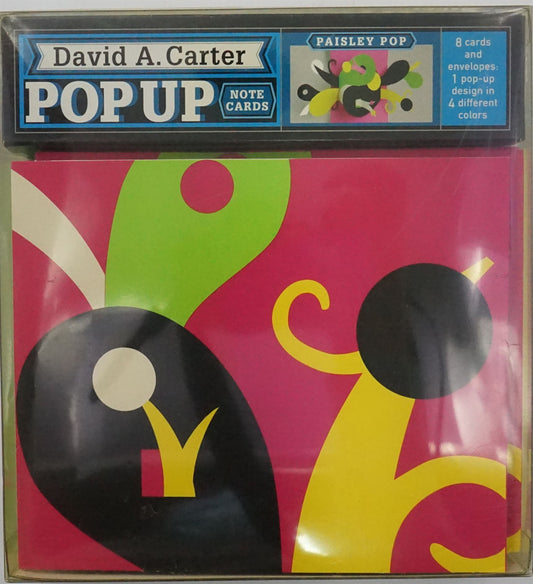 David A. Carter
POP UP
NOTE
CARDS
PAISLEY POP
8 cards
and
envelopes:
1 pop-up
design in
4 different
colors